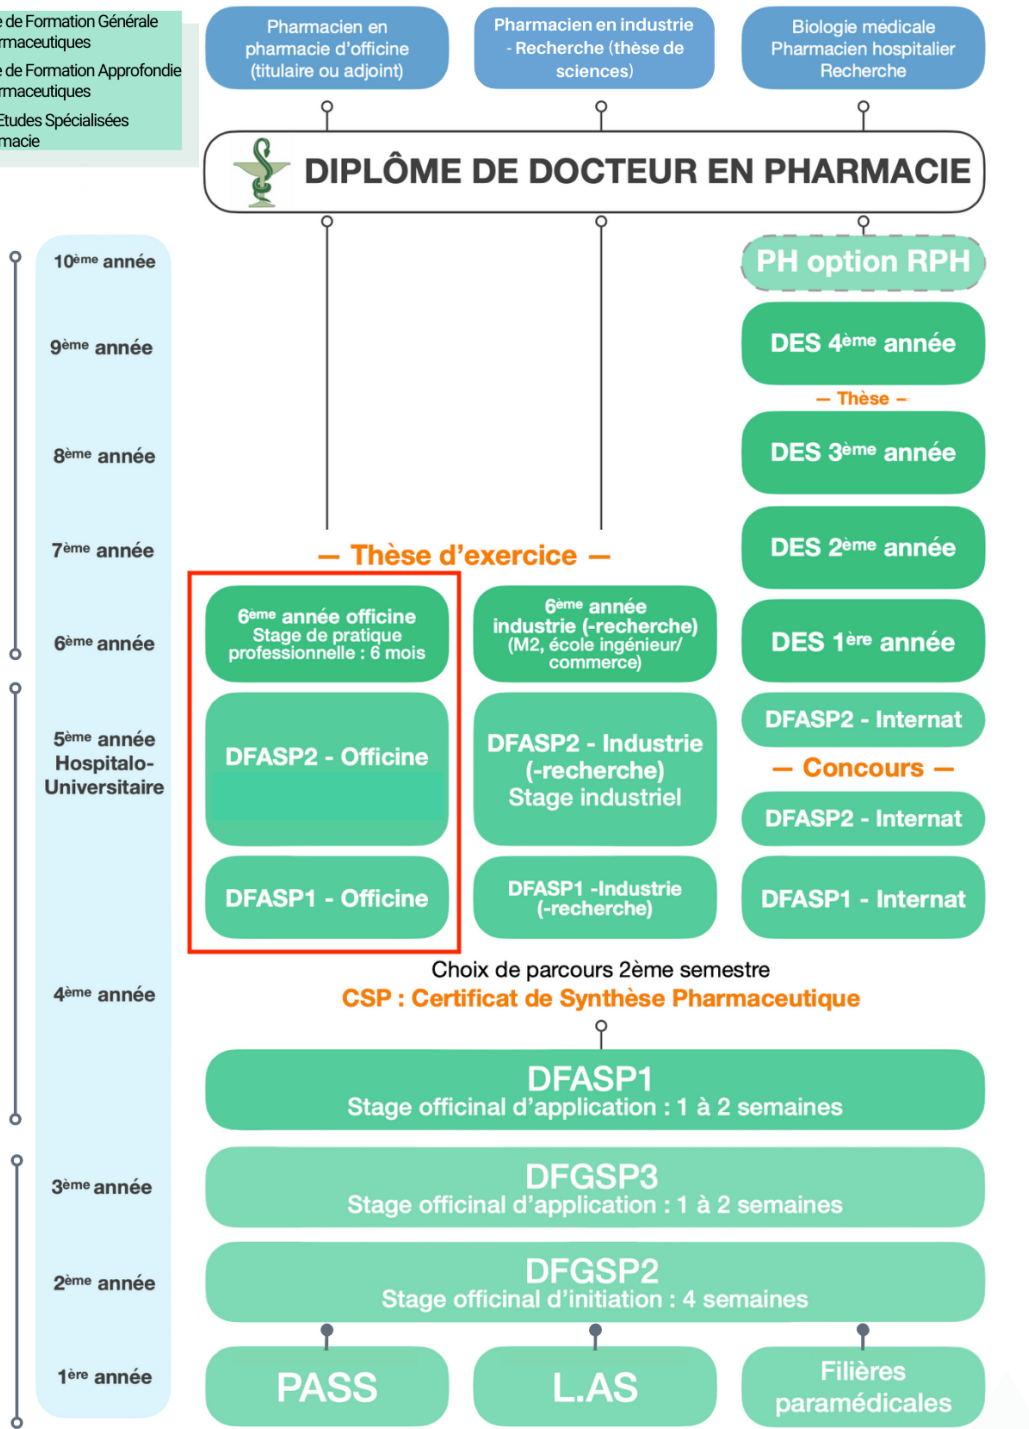 de Formation Générale
de Formation Approfondie
Etudes Spécialisées
Pharmacien en
pharmacie d'officine
(titulaire ou adjoint)
Pharmacien en industrie
- Recherche (thèse de
sciences)
Biologie médicale
Pharmacien hospitalier
Recherche
DIPLÔME DE DOCTEUR EN PHARMACIE
10ème année
PH option RPH
9ème année
DES 4ème année
— Thèse –
8ème année
DES 3ème année
7ème année
DES 2ème année
— Thèse d'exercice —
6ème année
6ème année officine
Stage de pratique
professionnelle : 6 mois
6ème année
industrie (-recherche)
(M2, école ingénieur/
commerce)
DES 1ère année
5ème année
Hospitalo-
Universitaire
DFASP2 - Officine
DFASP2 - Industrie
(-recherche)
Stage industriel
DFASP2 - Internat
— Concours —
DFASP2 - Internat
DFASP1 - Officine
DFASP1 -Industrie
(-recherche)
DFASP1 - Internat
4ème année
Choix de parcours 2ème semestre
CSP : Certificat de Synthèse Pharmaceutique
DFASP1
Stage officinal d'application : 1 à 2 semaines
3ème année
DFGSP3
Stage officinal d'application : 1 à 2 semaines
2ème année
DFGSP2
Stage officinal d'initiation : 4 semaines
1ère année
PASS
L.AS
Filières
paramédicales